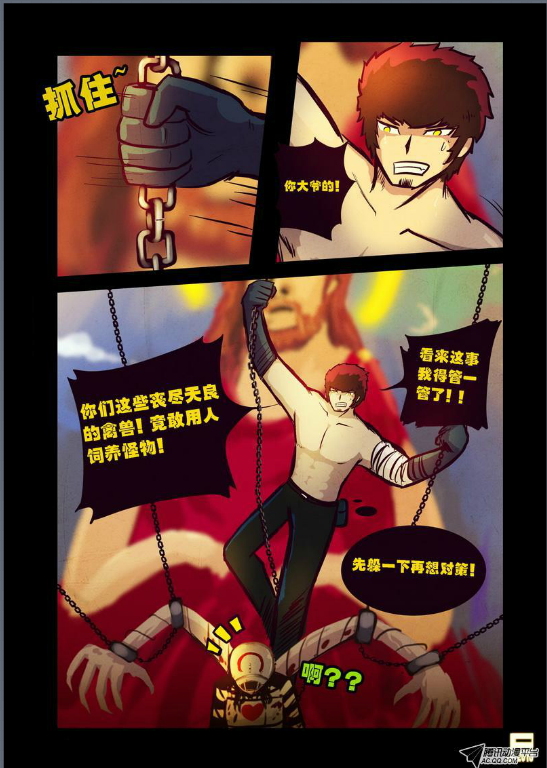 抓住~
你大爷的!
你们这些丧尽天良
的禽兽!竟敢用人
饲养怪物!
看来这事
我得管一
管了!!
先躲一下再想对策!
啊??
腾讯动漫平台
AC.QQ.COM